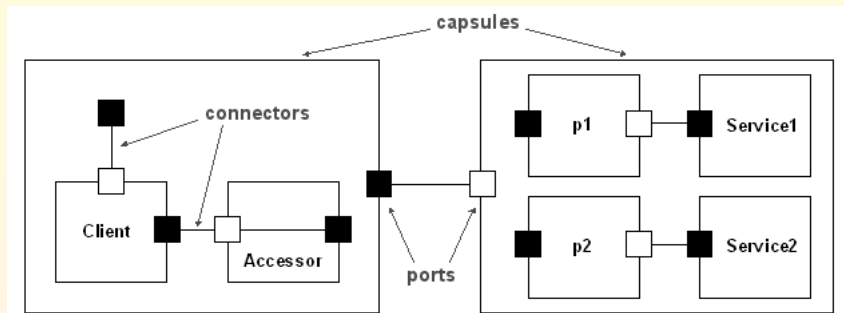 capsules
connectors
p1
Service1
Client
Accessor
ports
p2
Service2